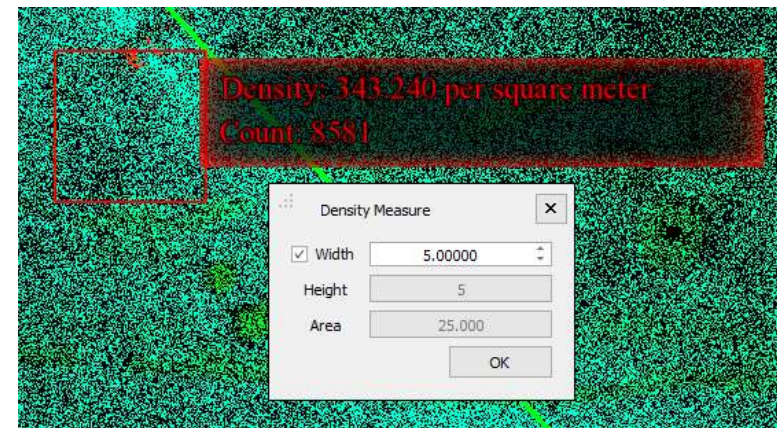 Density: 343.240 per square meter
Count: 8581
Density Measure
Width 5.00000
Height 5
Area 25.000
OK